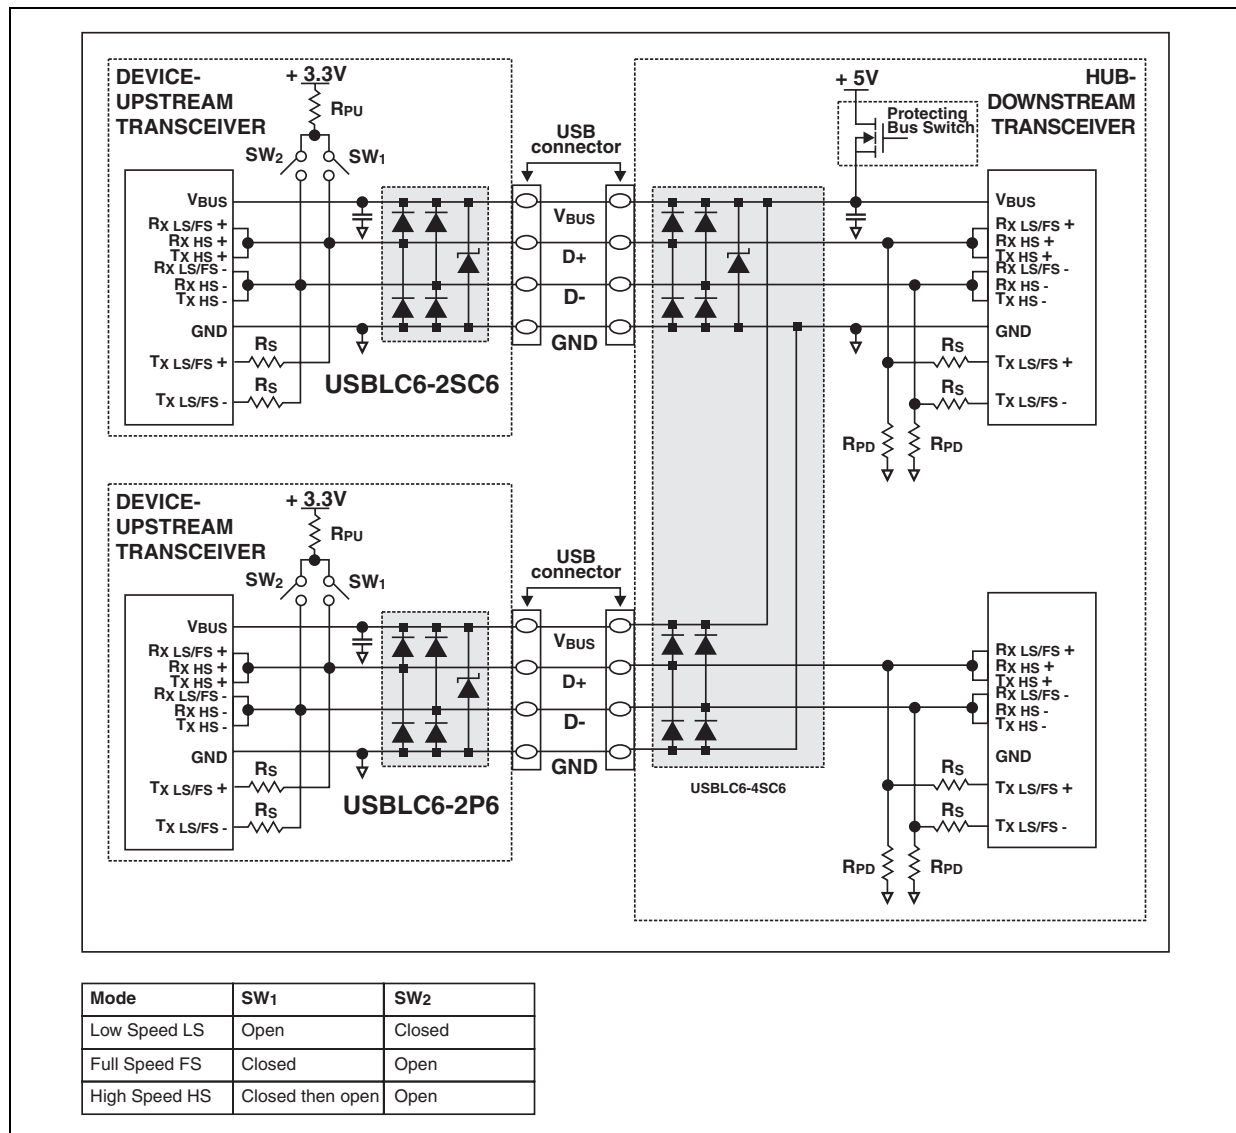 DEVICE-
UPSTREAM
TRANSCEIVER
+ 3.3V
RPU
SW2
SW1
VBUS
RX LS/FS +
RX HS +
TX HS +
RX LS/FS -
RX HS -
TX HS -
GND
TX LS/FS +
RS
TX LS/FS -
RS
USBLC6-2SC6
USB
connector
VBUS
D+
D-
GND
+ 5V
Protecting
Bus Switch
HUB-
DOWNSTREAM
TRANSCEIVER
VBUS
RX LS/FS +
RX HS +
TX HS +
RX LS/FS -
RX HS -
TX HS -
GND
RS
TX LS/FS +
RS
TX LS/FS -
RPD
RPD
DEVICE-
UPSTREAM
TRANSCEIVER
+ 3.3V
RPU
SW2
SW1
VBUS
RX LS/FS +
RX HS +
TX HS +
RX LS/FS -
RX HS -
TX HS -
GND
TX LS/FS +
RS
TX LS/FS -
RS
USBLC6-2P6
USB
connector
VBUS
D+
D-
GND
USBLC6-4SC6
RX LS/FS +
RX HS +
TX HS +
RX LS/FS -
RX HS -
TX HS -
GND
RS
TX LS/FS +
RS
TX LS/FS -
RPD
RPD
Mode SW1 SW2
Low Speed LS Open Closed
Full Speed FS Closed Open
High Speed HS Closed then open Open